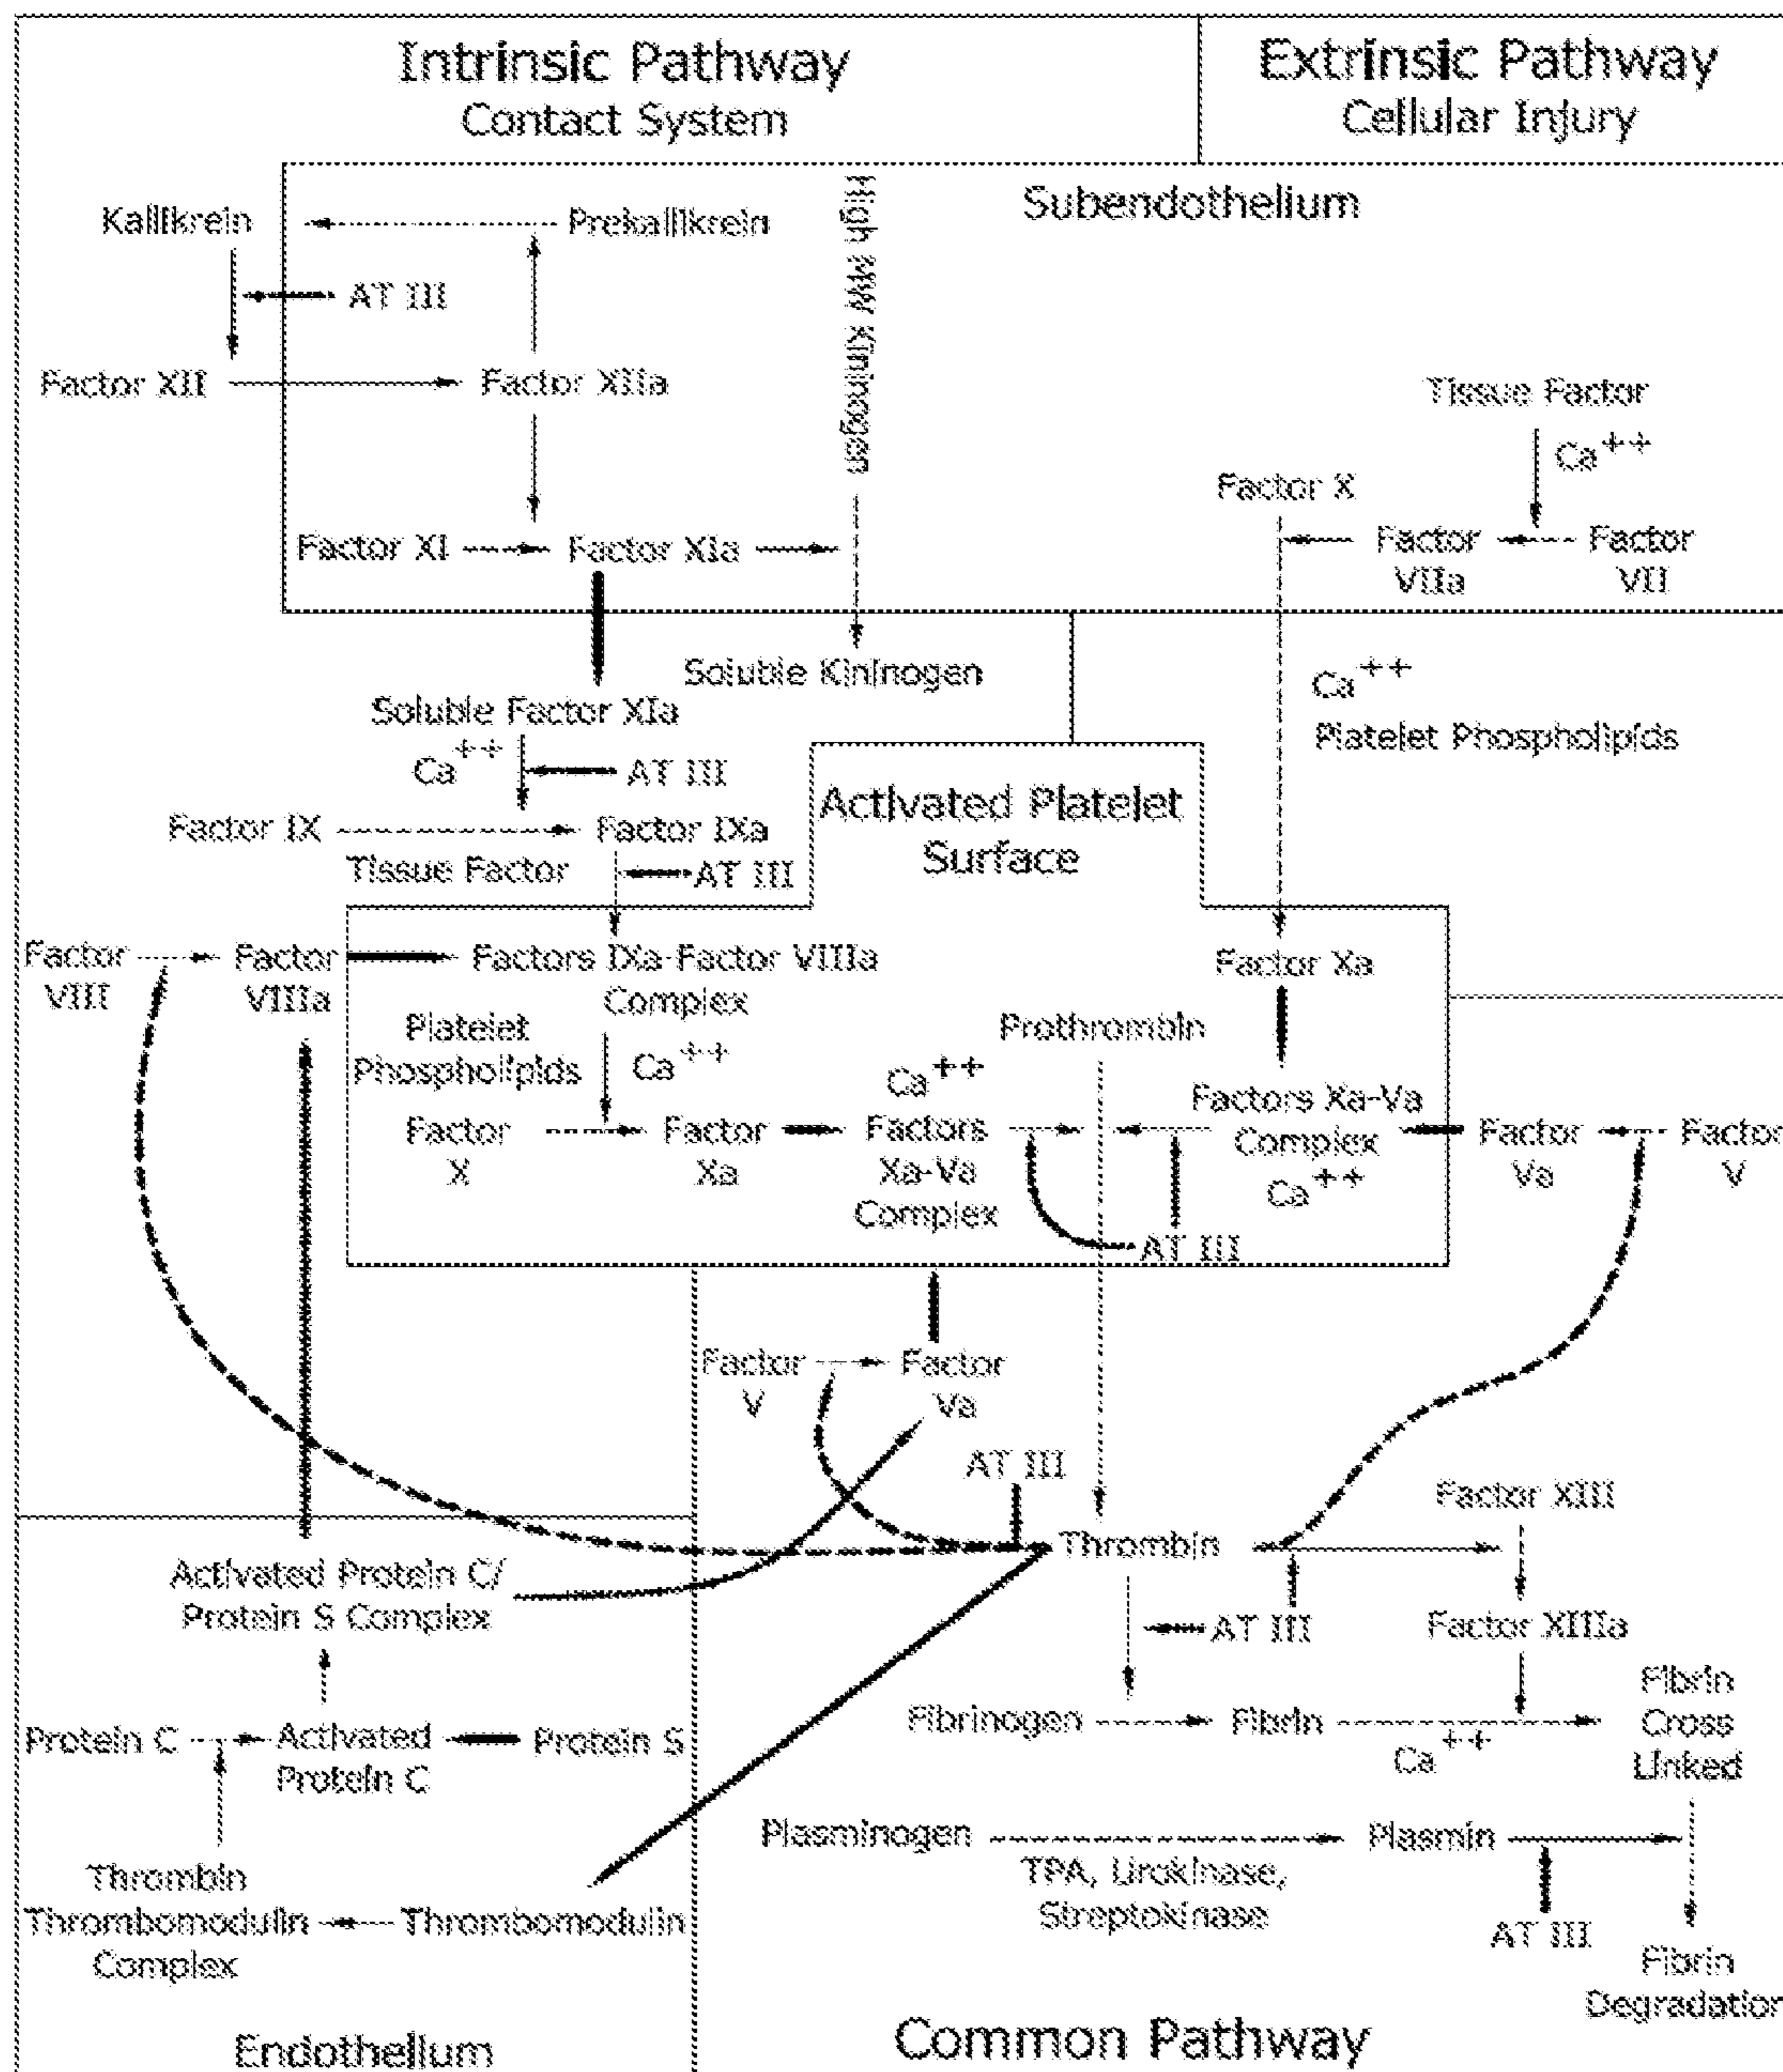 Intrinsic Pathway
Contact System
Extrinsic Pathway
Cellular Injury
Subendothelium
Kallikrein
Prekallikrein
High MW Kininogen
AT III
Factor XII
Factor XIIa
Tissue Factor
Ca++
Factor X
Factor XI
Factor XIa
Factor
VIIa
Factor
VII
Soluble Kininogen
Soluble Factor XIa
Ca++
AT III
Ca++
Platelet Phospholipids
Activated Platelet
Surface
Factor IX
Factor IXa
Tissue Factor
AT III
Factor
VIII
Factor
VIIIa
Factors IXa-Factor VIIIa
Complex
Factor Xa
Platelet
Phospholipids
Ca++
Prothrombin
Ca++
Factor
X
Factor
Xa
Factors
Xa-Va
Complex
Factors Xa-Va
Complex
Ca++
Factor
Va
Factor
V
AT III
Factor
V
Factor
Va
AT III
Factor XIII
Thrombin
Activated Protein C/
Protein S Complex
AT III
Factor XIIIa
Protein C
Activated
Protein C
Protein S
Fibrinogen
Fibrin
Ca++
Fibrin
Cross
Linked
Plasminogen
Plasmin
TPA, Lirokinase,
Streptokinase
AT III
Thrombin
Thrombomodulin
Complex
Thrombomodulin
Fibrin
Degradation
Endothelium
Common Pathway